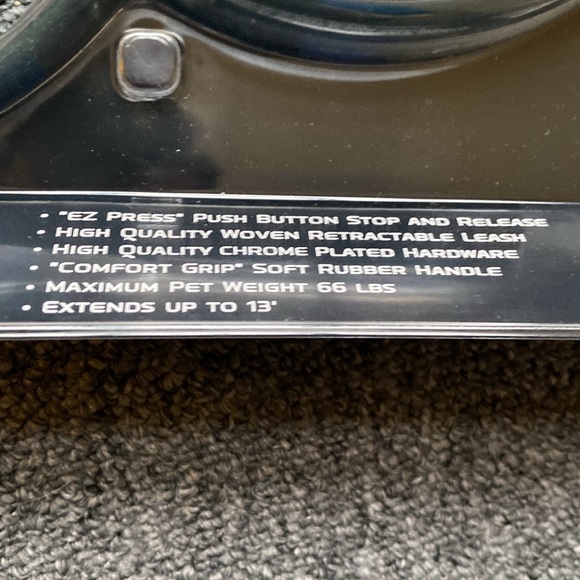 • "EZ PRESS" PUSH BUTTON STOP AND RELEASE
• HIGH QUALITY WOVEN RETRACTABLE LEASH
• HIGH QUALITY CHROME PLATED HARDWARE
• "COMFORT GRIP" SOFT RUBBER HANDLE
• MAXIMUM PET WEIGHT 66 LBS
• EXTENDS UP TO 13'